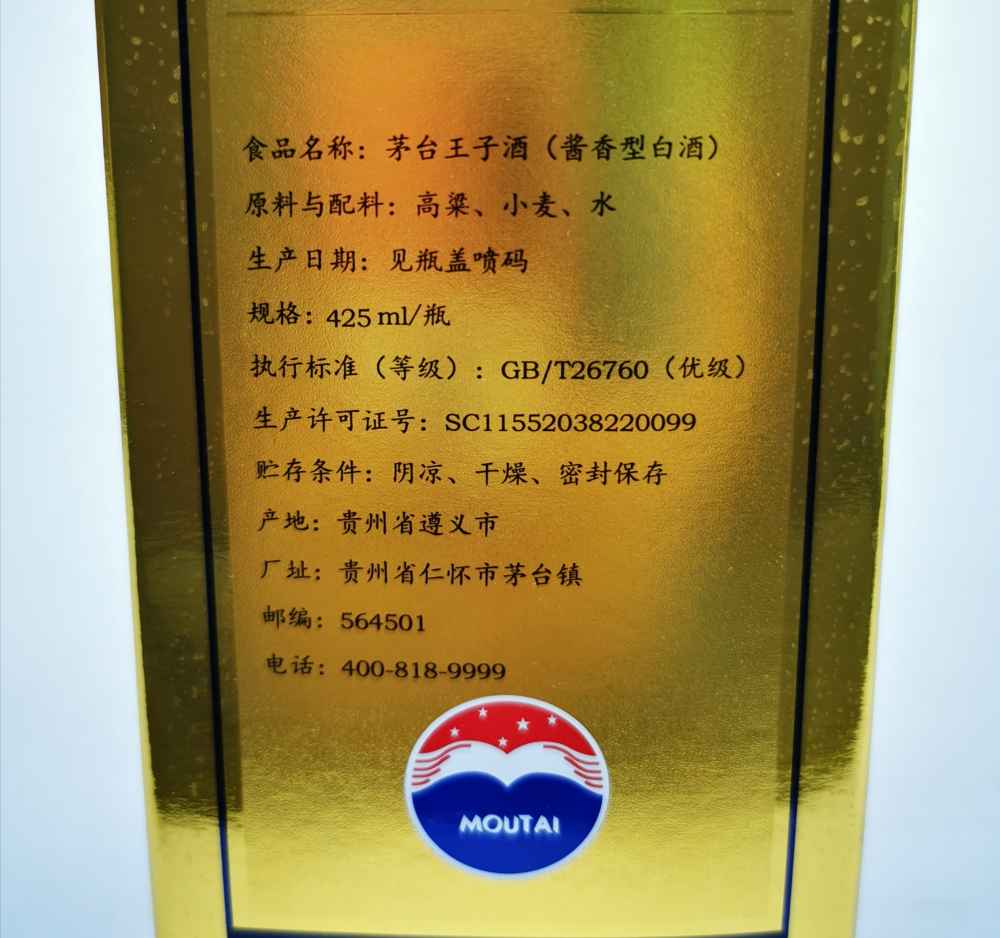 食品名称：茅台王子酒（酱香型白酒）
原料与配料：高粱、小麦、水
生产日期：见瓶盖喷码
规格：425ml/瓶
执行标准（等级）：GB/T26760（优级）
生产许可证号：SC11552038220099
贮存条件：阴凉、干燥、密封保存
产地：贵州省遵义市
厂址：贵州省仁怀市茅台镇
邮编：564501
电话：400-818-9999
MOUTAI